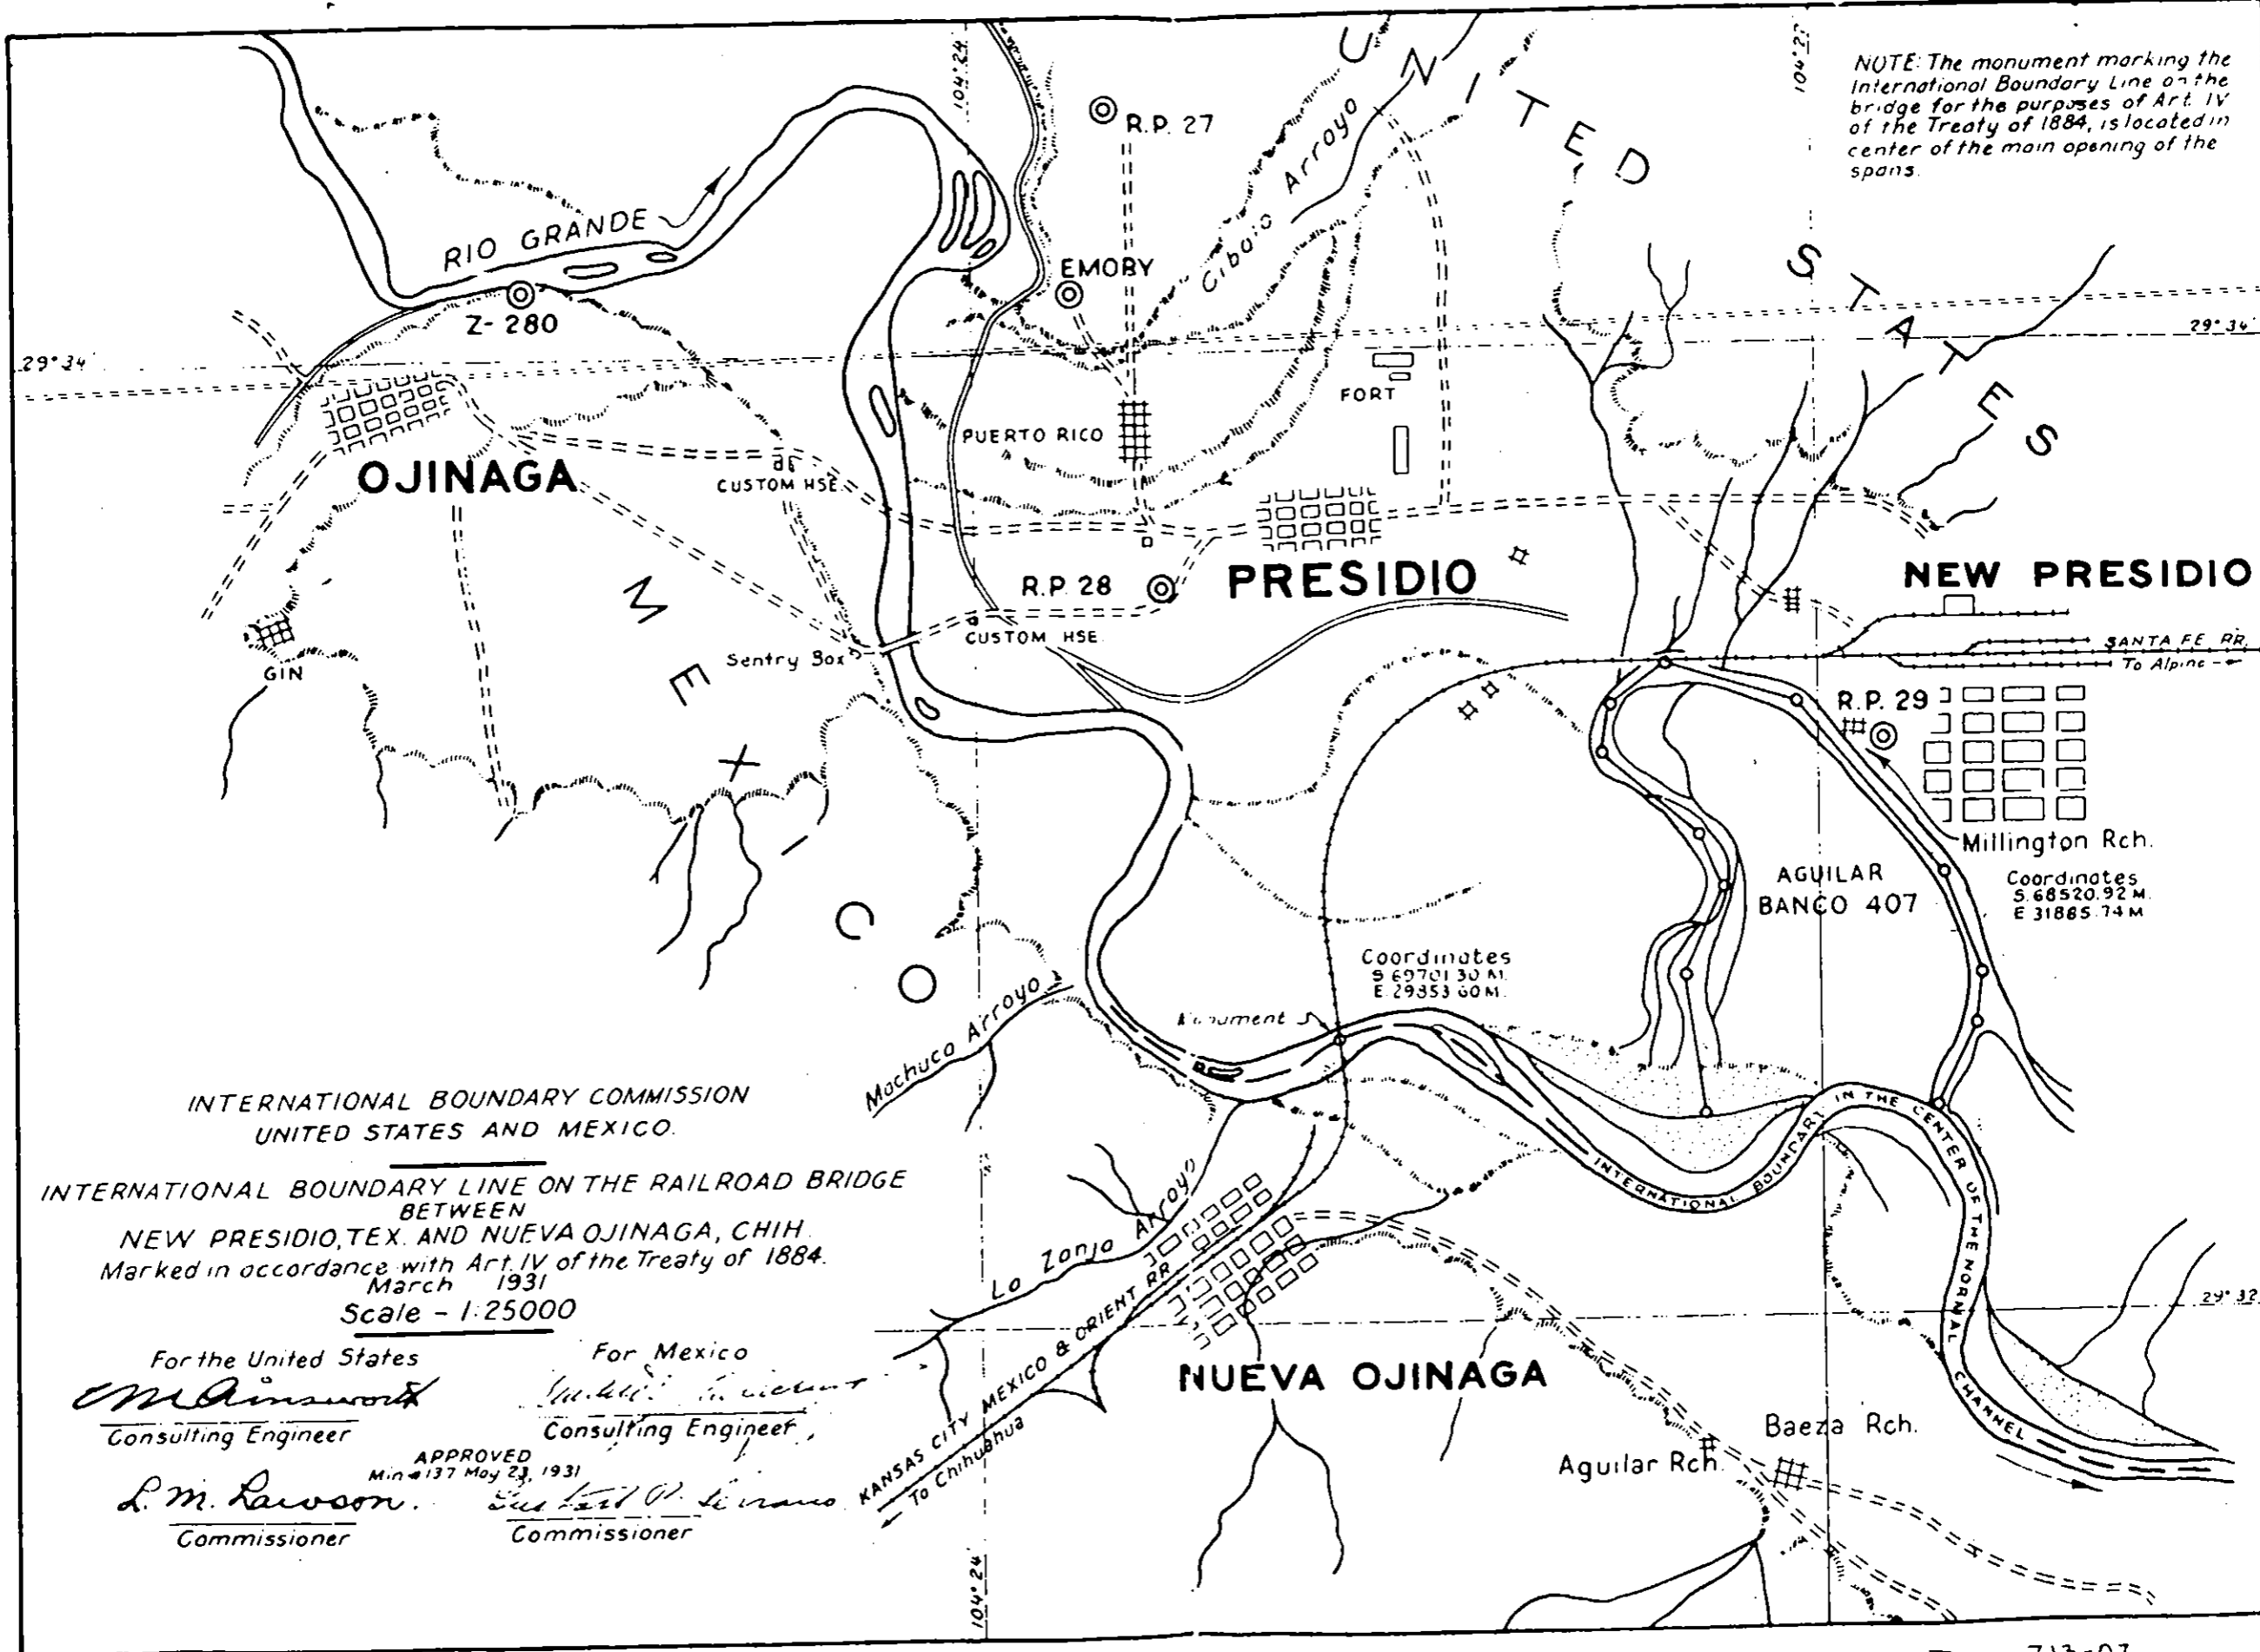 NOTE: The monument marking the
International Boundary Line on the
bridge for the purposes of Art. IV
of the Treaty of 1884, is located in
center of the main opening of the
spans.
104° 24'
104° 22'
UNITED STATES
R.P. 27
Cibolo Arroyo
RIO GRANDE
EMORY
Z-280
29° 34'
29° 34'
FORT
PUERTO RICO
OJINAGA
CUSTOM HSE.
PRESIDIO
NEW PRESIDIO
R.P. 28
CUSTOM HSE.
Sentry Box
GIN
SANTA FE RR.
To Alpine
R.P. 29
MEXICO
Millington Rch.
Coordinates
S. 68520.92 M.
E 31885.74 M
AGUILAR
BANCO 407
Coordinates
S 69701 30 M.
E. 29353 60 M.
Monument
Machuca Arroyo
INTERNATIONAL BOUNDARY IN THE CENTER OF THE NORMAL CHANNEL
La Zanja Arroyo
KANSAS CITY MEXICO & ORIENT RR
To Chihuahua
NUEVA OJINAGA
29° 32'
Baeza Rch.
Aguilar Rch.
104° 24'
INTERNATIONAL BOUNDARY COMMISSION
UNITED STATES AND MEXICO.
INTERNATIONAL BOUNDARY LINE ON THE RAILROAD BRIDGE
BETWEEN
NEW PRESIDIO, TEX. AND NUEVA OJINAGA, CHIH.
Marked in accordance with Art. IV of the Treaty of 1884.
March 1931
Scale - 1:25000
For the United States
For Mexico
Consulting Engineer
Consulting Engineer
APPROVED
Min #137 May 23, 1931
L. M. Lawson.
Commissioner
Commissioner